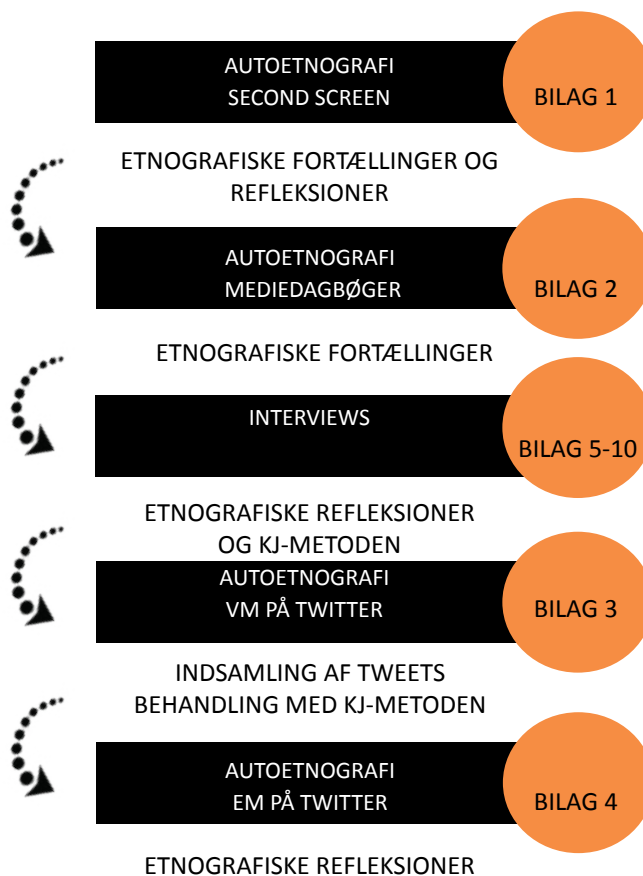 AUTOETNOGRAFI
SECOND SCREEN
BILAG 1
ETNOGRAFISKE FORTÆLLINGER OG
REFLEKSIONER
AUTOETNOGRAFI
MEDIEDAGBØGER
BILAG 2
ETNOGRAFISKE FORTÆLLINGER
INTERVIEWS
BILAG 5-10
ETNOGRAFISKE REFLEKSIONER
OG KJ-METODEN
AUTOETNOGRAFI
VM PÅ TWITTER
BILAG 3
INDSAMLING AF TWEETS
BEHANDLING MED KJ-METODEN
AUTOETNOGRAFI
EM PÅ TWITTER
BILAG 4
ETNOGRAFISKE REFLEKSIONER